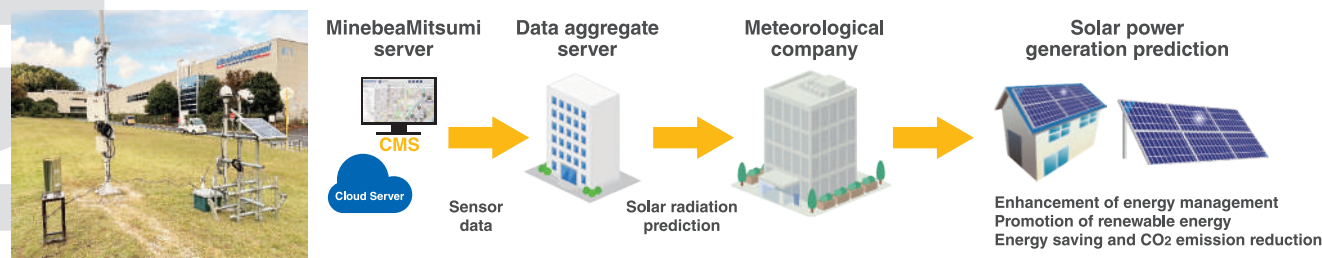 MinebeaMitsumi
MinebeaMitsumi
server
Data aggregate
server
Meteorological
company
Solar power
generation prediction
CMS
Cloud Server
Sensor
data
Solar radiation
prediction
Enhancement of energy management
Promotion of renewable energy
Energy saving and CO2 emission reduction